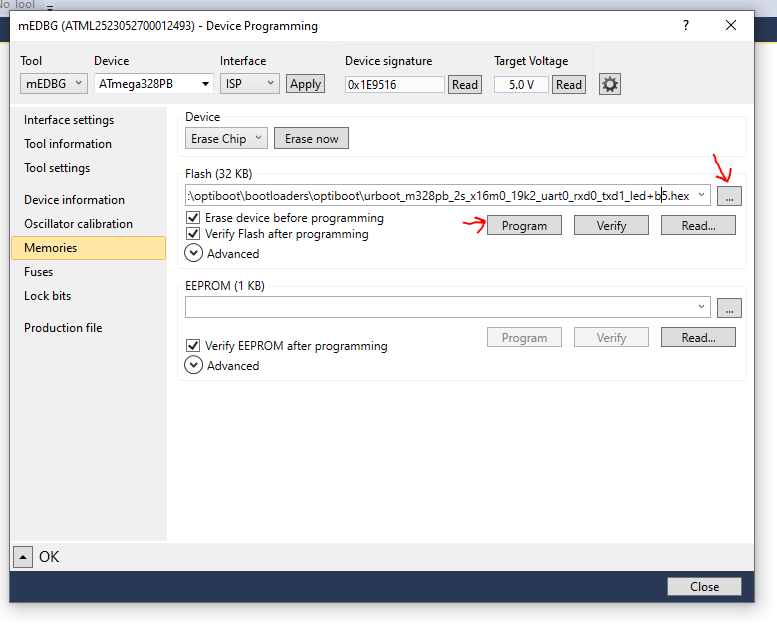 No Tool
mEDBG (ATML2523052700012493) - Device Programming
?
Tool Device Interface Device signature Target Voltage
mEDBG ATmega328PB ISP Apply 0x1E9516 Read 5.0 V Read
Interface settings
Tool information
Tool settings
Device information
Oscillator calibration
Memories
Fuses
Lock bits
Production file
Device
Erase Chip Erase now
Flash (32 KB)
:\optiboot\bootloaders\optiboot\urboot_m328pb_2s_x16m0_19k2_uart0_rxd0_txd1_led+b5.hex ...
Erase device before programming
Verify Flash after programming
Program Verify Read...
Advanced
EEPROM (1 KB)
...
Program Verify Read...
Verify EEPROM after programming
Advanced
OK
Close